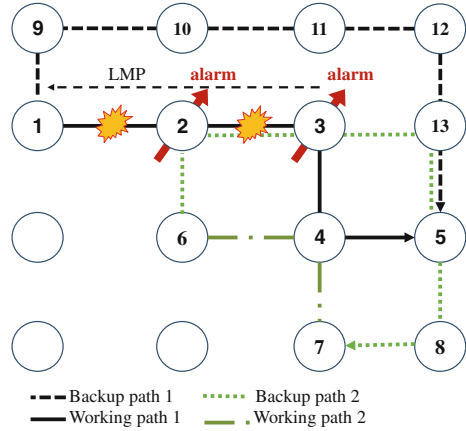 9 10 11 12
LMP alarm alarm
1 2 3 13
6 4 5
7 8
Backup path 1 Backup path 2
Working path 1 Working path 2